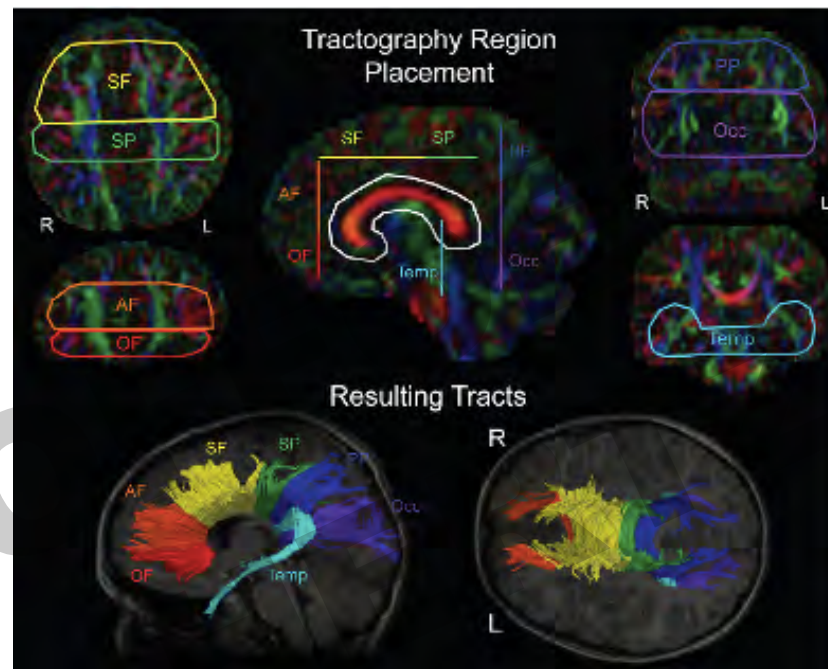 Tractography Region
Placement
SF
SP
R
L
AF
OF
SF
SP
PP
AF
OF
Temp
Occ
PP
Occ
R
L
Temp
Resulting Tracts
SF
SP
PP
AF
Occ
OF
Temp
R
L